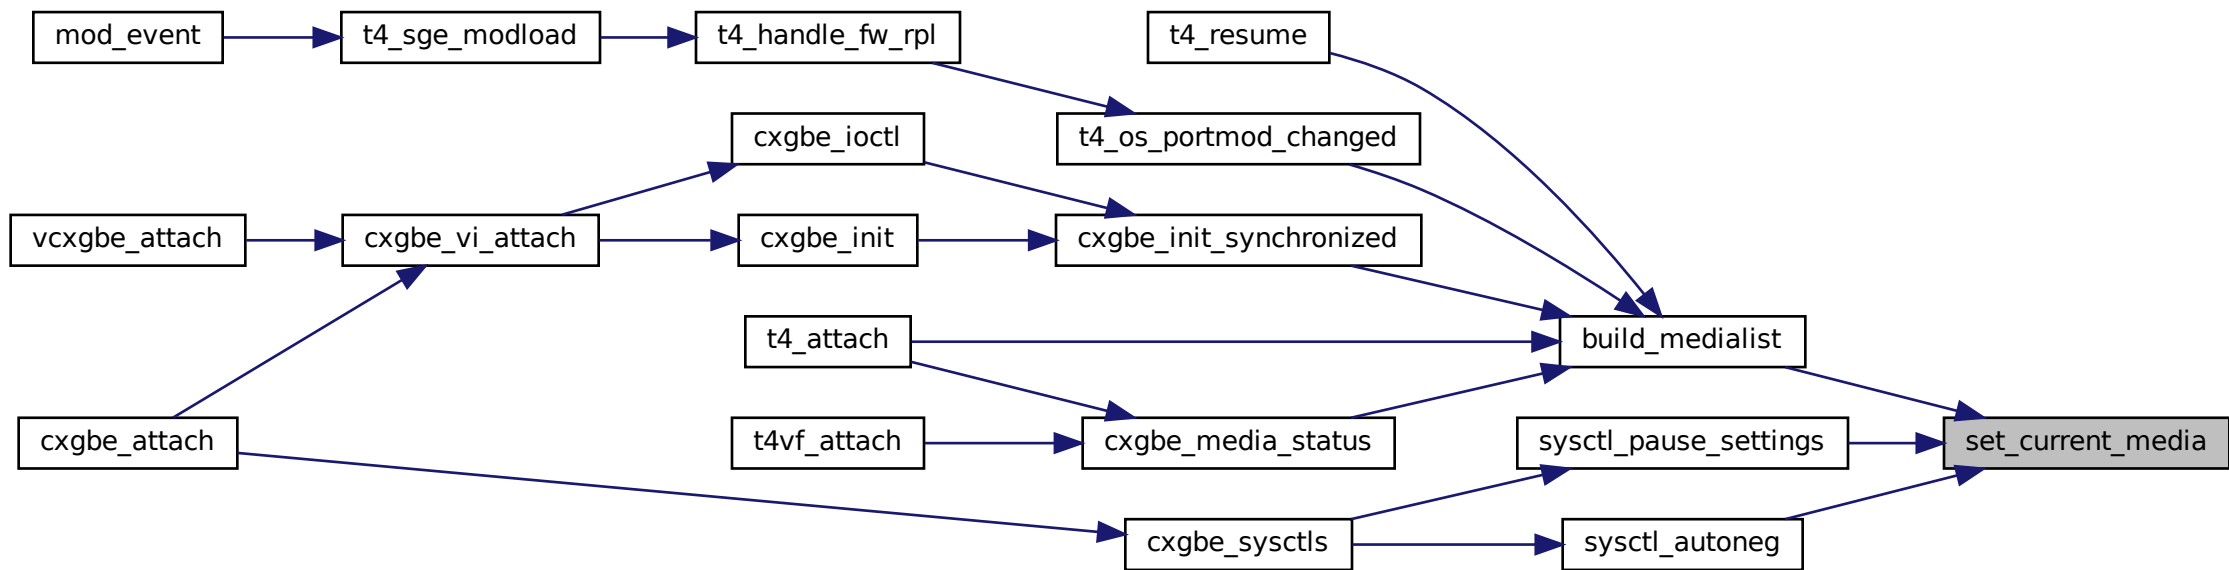 mod_event
t4_sge_modload
t4_handle_fw_rpl
t4_resume
cxgbe_ioctl
t4_os_portmod_changed
vcxgbe_attach
cxgbe_vi_attach
cxgbe_init
cxgbe_init_synchronized
t4_attach
build_medialist
cxgbe_attach
t4vf_attach
cxgbe_media_status
sysctl_pause_settings
set_current_media
cxgbe_sysctls
sysctl_autoneg